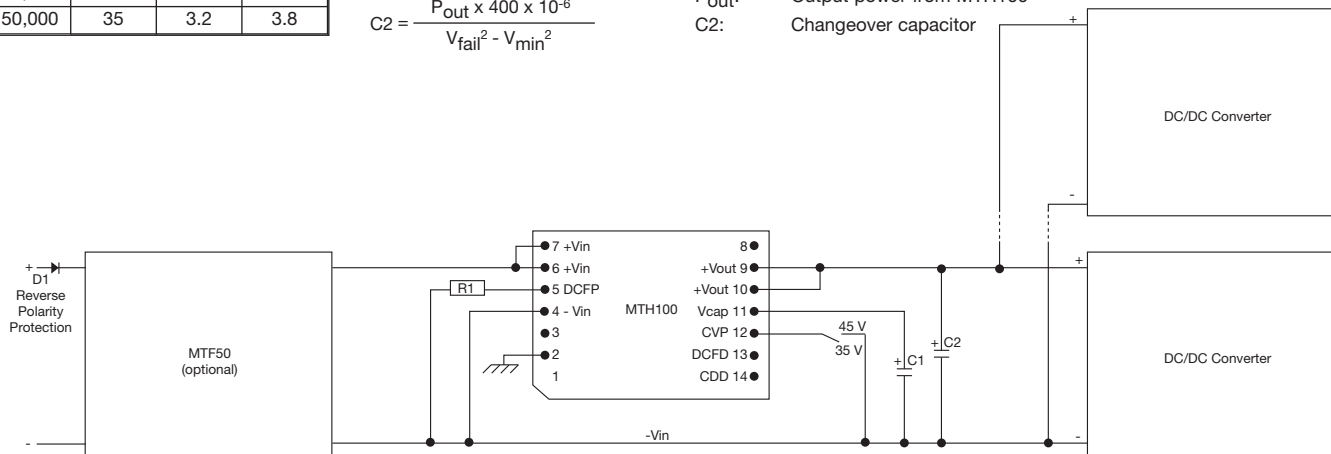 50,000 35 3.2 3.8
C2 = Pout x 400 x 10-6
Vfail2 - Vmin2
Pout: Output power from MTH100
C2: Changeover capacitor
+
DC/DC Converter
-
+
D1
Reverse
Polarity
Protection
-
MTF50
(optional)
R1
7 +Vin
6 +Vin
5 DCFP
4 - Vin
3
2
1
MTH100
8
+Vout 9
+Vout 10
Vcap 11
CVP 12
DCFD 13
CDD 14
45 V
35 V
+ C1
+ C2
-Vin
+
DC/DC Converter
-